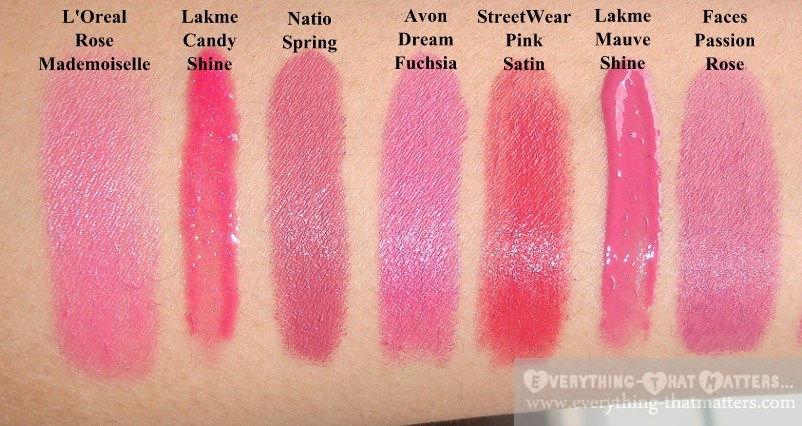 L'Oreal
Rose
Mademoiselle
Lakme
Candy
Shine
Natio
Spring
Avon
Dream
Fuchsia
StreetWear
Pink
Satin
Lakme
Mauve
Shine
Faces
Passion
Rose
Everything-That Matters...
www.everything-thatmatters.com